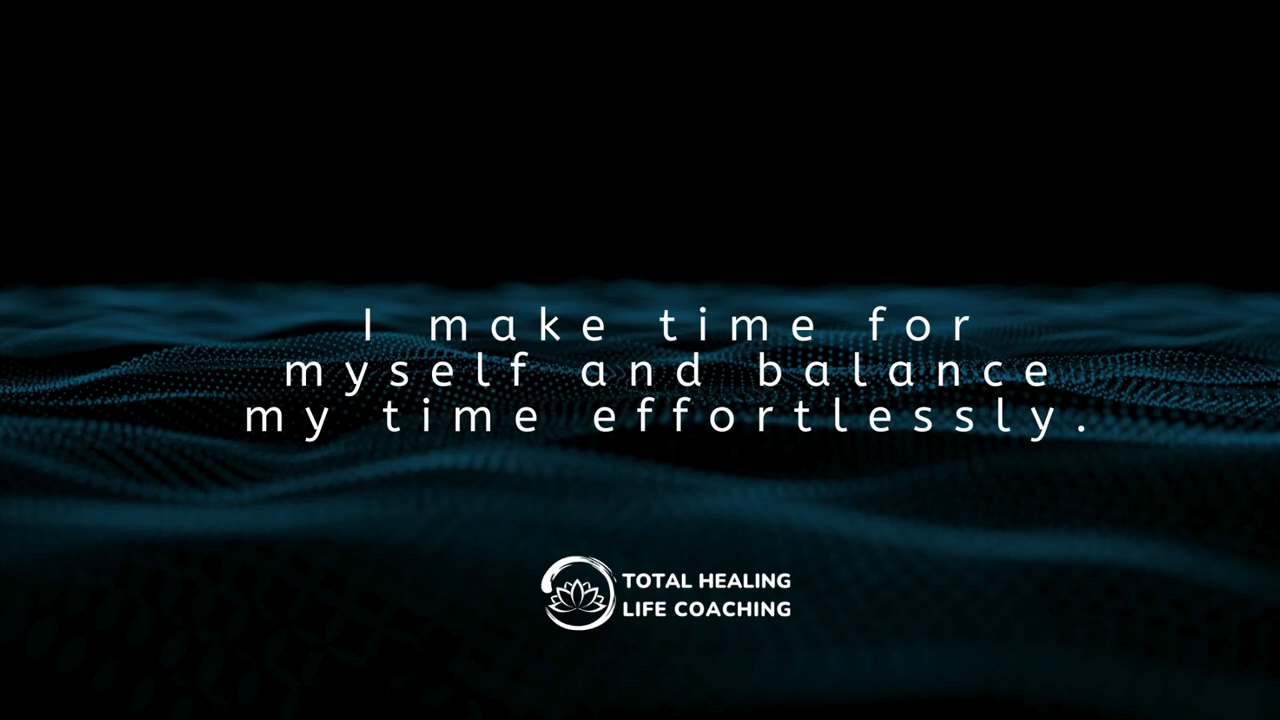 I make time for
myself and balance
my time effortlessly.
TOTAL HEALING
LIFE COACHING